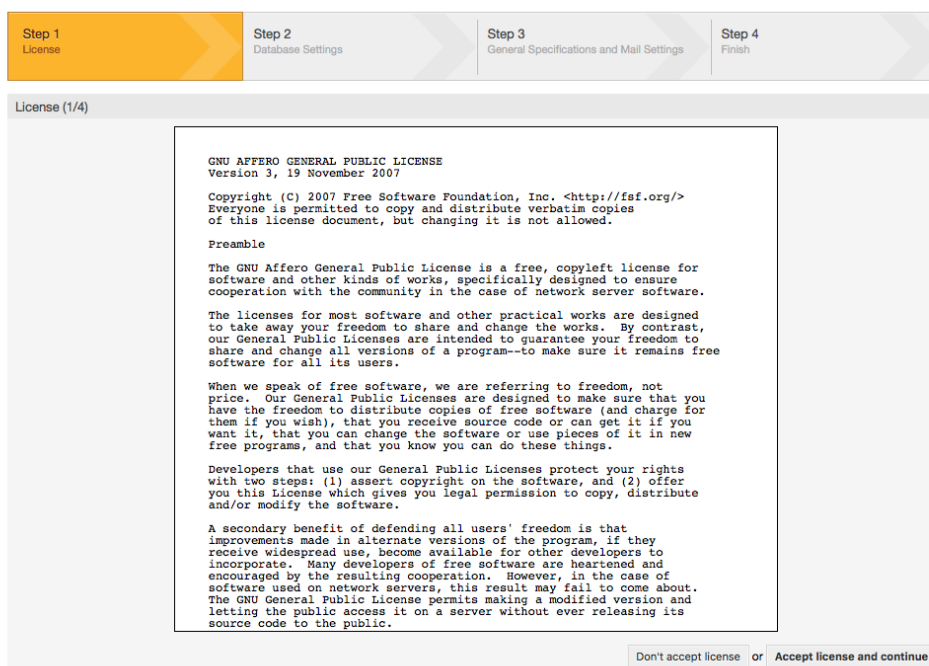 Step 1
License
Step 2
Database Settings
Step 3
General Specifications and Mail Settings
Step 4
Finish
License (1/4)
GNU AFFERO GENERAL PUBLIC LICENSE
Version 3, 19 November 2007
Copyright (C) 2007 Free Software Foundation, Inc. <http://fsf.org/>
Everyone is permitted to copy and distribute verbatim copies
of this license document, but changing it is not allowed.
Preamble
The GNU Affero General Public License is a free, copyleft license for
software and other kinds of works, specifically designed to ensure
cooperation with the community in the case of network server software.
The licenses for most software and other practical works are designed
to take away your freedom to share and change the works.  By contrast,
our General Public Licenses are intended to guarantee your freedom to
share and change all versions of a program--to make sure it remains free
software for all its users.
When we speak of free software, we are referring to freedom, not
price.  Our General Public Licenses are designed to make sure that you
have the freedom to distribute copies of free software (and charge for
them if you wish), that you receive source code or can get it if you
want it, that you can change the software or use pieces of it in new
free programs, and that you know you can do these things.
Developers that use our General Public Licenses protect your rights
with two steps: (1) assert copyright on the software, and (2) offer
you this License which gives you legal permission to copy, distribute
and/or modify the software.
A secondary benefit of defending all users' freedom is that
improvements made in alternate versions of the program, if they
receive widespread use, become available for other developers to
incorporate.  Many developers of free software are heartened and
encouraged by the resulting cooperation.  However, in the case of
software used on network servers, this result may fail to come about.
The GNU General Public License permits making a modified version and
letting the public access it on a server without ever releasing its
source code to the public.
Don't accept license or Accept license and continue